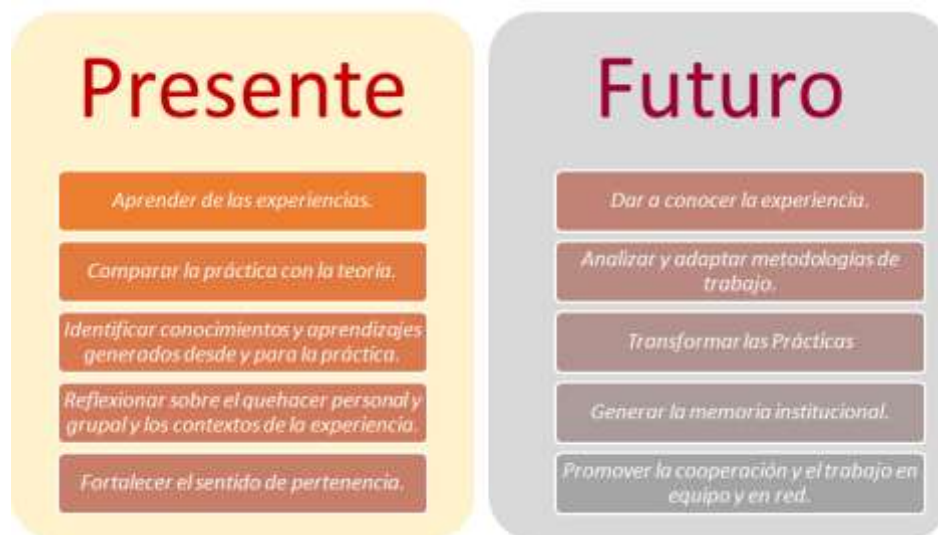 Presente
Aprender de las experiencias.
Comparar la práctica con la teoría.
Identificar conocimientos y aprendizajes
generados desde y para la práctica.
Reflexionar sobre el quehacer personal y
grupal y los contextos de la experiencia.
Fortalecer el sentido de pertenencia.
Futuro
Dar a conocer la experiencia.
Analizar y adaptar metodologías de
trabajo.
Transformar las Prácticas
Generar la memoria institucional.
Promover la cooperación y el trabajo en
equipo y en red.